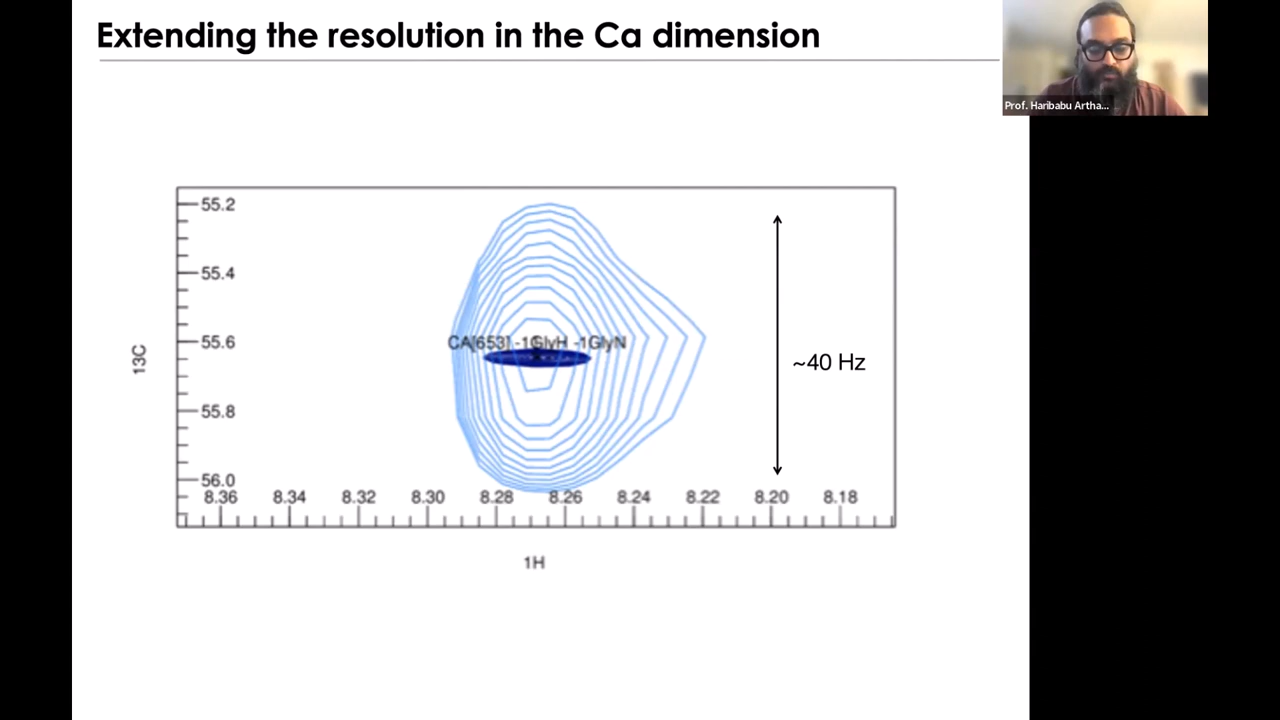 Extending the resolution in the Ca dimension
Prof. Haribabu Artha...
55.2
55.4
55.6
CA[653] -1GlyH -1GlyN
~40 Hz
13C
55.8
56.0
8.36 8.34 8.32 8.30 8.28 8.26 8.24 8.22 8.20 8.18
1H